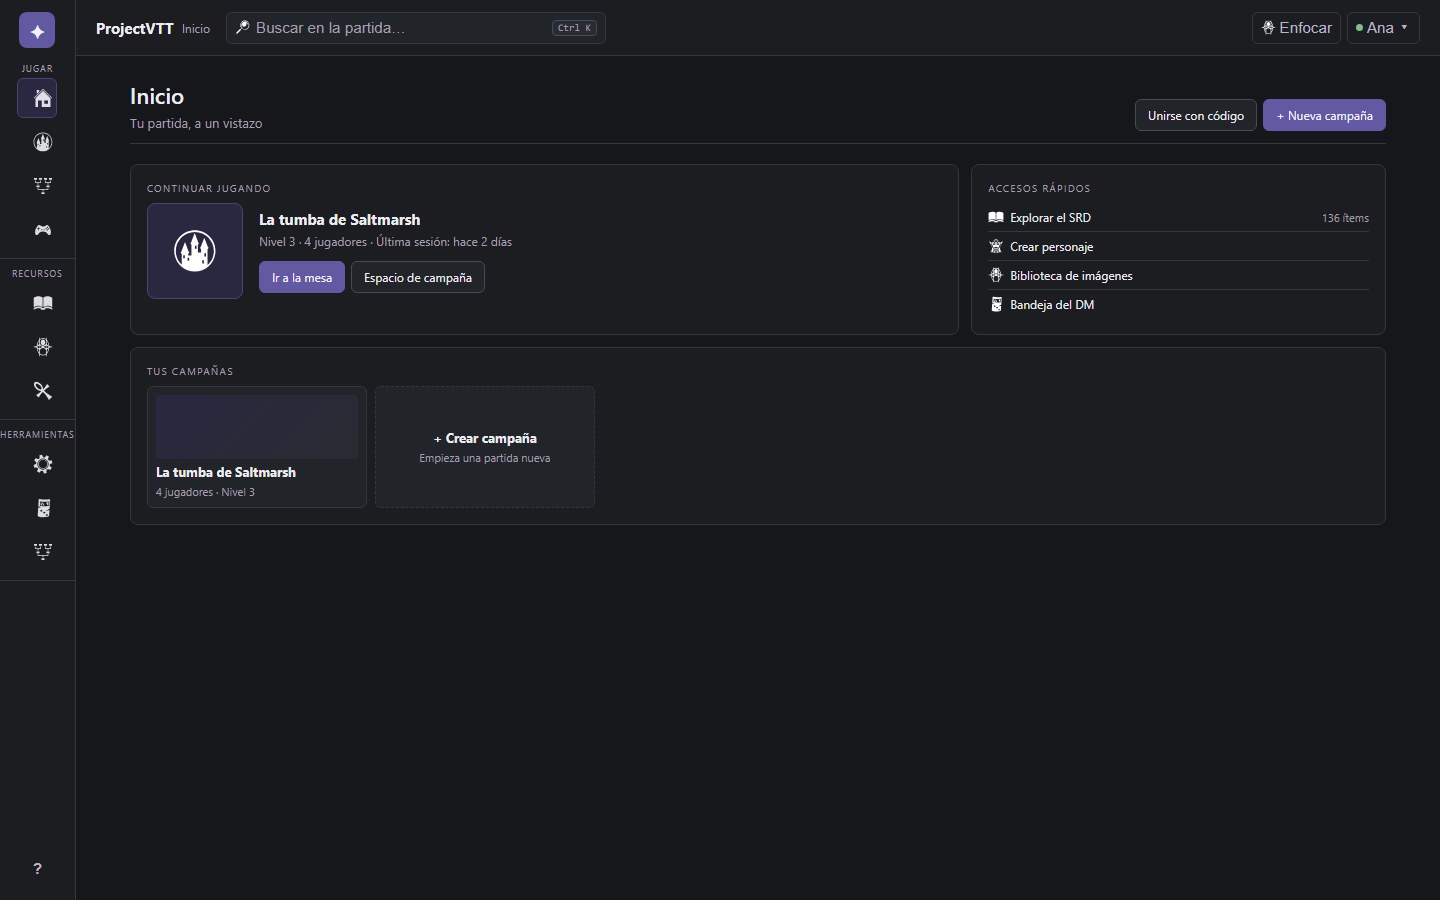 ProjectVTT Inicio
Buscar en la partida...
Ctrl K
Enfocar
Ana
JUGAR
RECURSOS
HERRAMIENTAS
?
Inicio
Tu partida, a un vistazo
Unirse con código
+ Nueva campaña
CONTINUAR JUGANDO
La tumba de Saltmarsh
Nivel 3 · 4 jugadores · Última sesión: hace 2 días
Ir a la mesa
Espacio de campaña
ACCESOS RÁPIDOS
Explorar el SRD 136 ítems
Crear personaje
Biblioteca de imágenes
Bandeja del DM
TUS CAMPAÑAS
La tumba de Saltmarsh
4 jugadores · Nivel 3
+ Crear campaña
Empieza una partida nueva